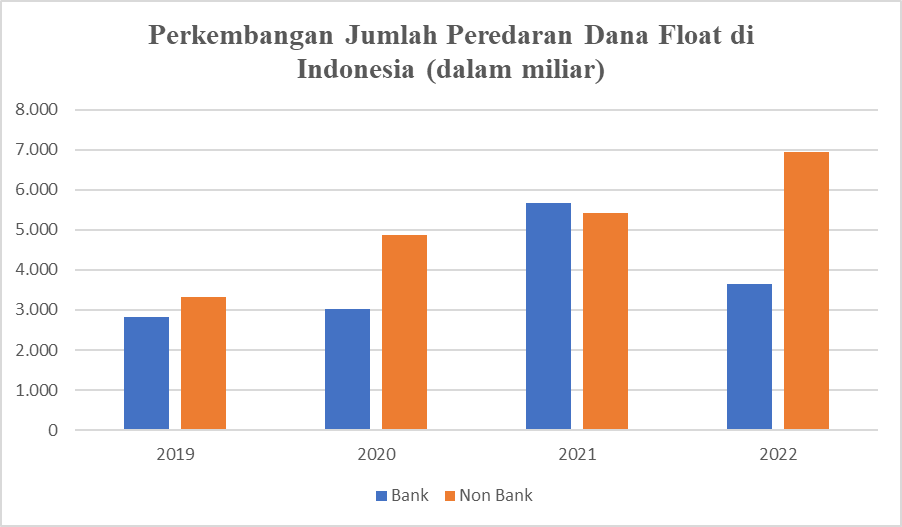 Perkembangan Jumlah Peredaran Dana Float di
Indonesia (dalam miliar)
8.000
7.000
6.000
5.000
4.000
3.000
2.000
1.000
0
2019 2020 2021 2022
Bank Non Bank